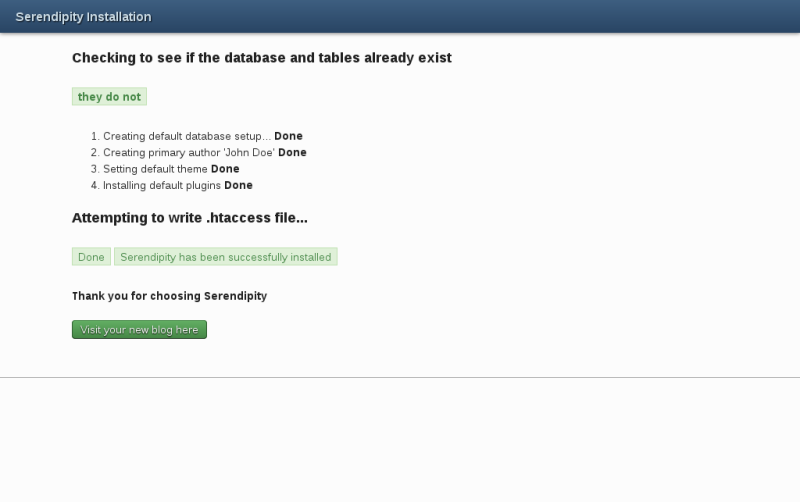 Serendipity Installation
Checking to see if the database and tables already exist
they do not
1. Creating default database setup... Done
2. Creating primary author 'John Doe' Done
3. Setting default theme Done
4. Installing default plugins Done
Attempting to write .htaccess file...
Done Serendipity has been successfully installed
Thank you for choosing Serendipity
Visit your new blog here